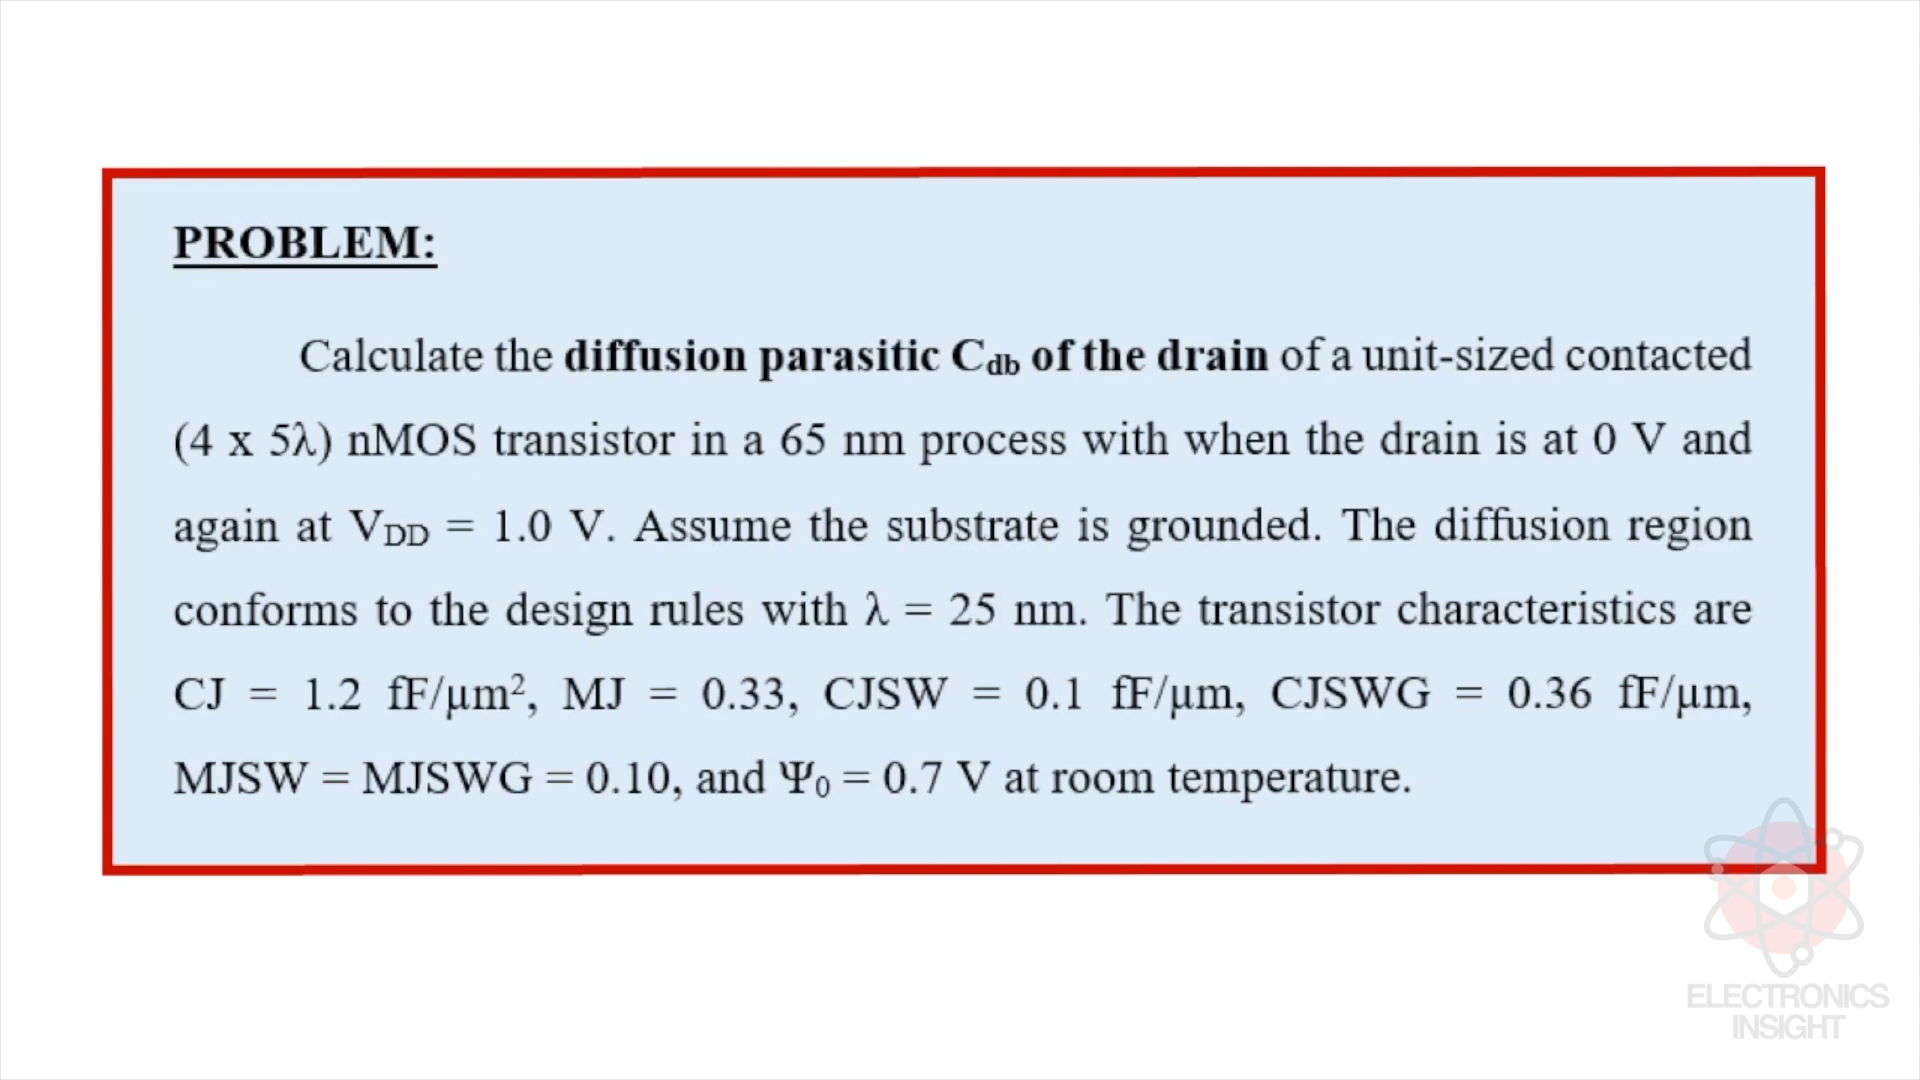 PROBLEM:
Calculate the diffusion parasitic Cdb of the drain of a unit-sized contacted
(4 x 5λ) nMOS transistor in a 65 nm process with when the drain is at 0 V and
again at VDD = 1.0 V. Assume the substrate is grounded. The diffusion region
conforms to the design rules with λ = 25 nm. The transistor characteristics are
CJ = 1.2 fF/μm², MJ = 0.33, CJSW = 0.1 fF/μm, CJSWG = 0.36 fF/μm,
MJSW = MJSWG = 0.10, and Ψ0 = 0.7 V at room temperature.
ELECTRONICS
INSIGHT